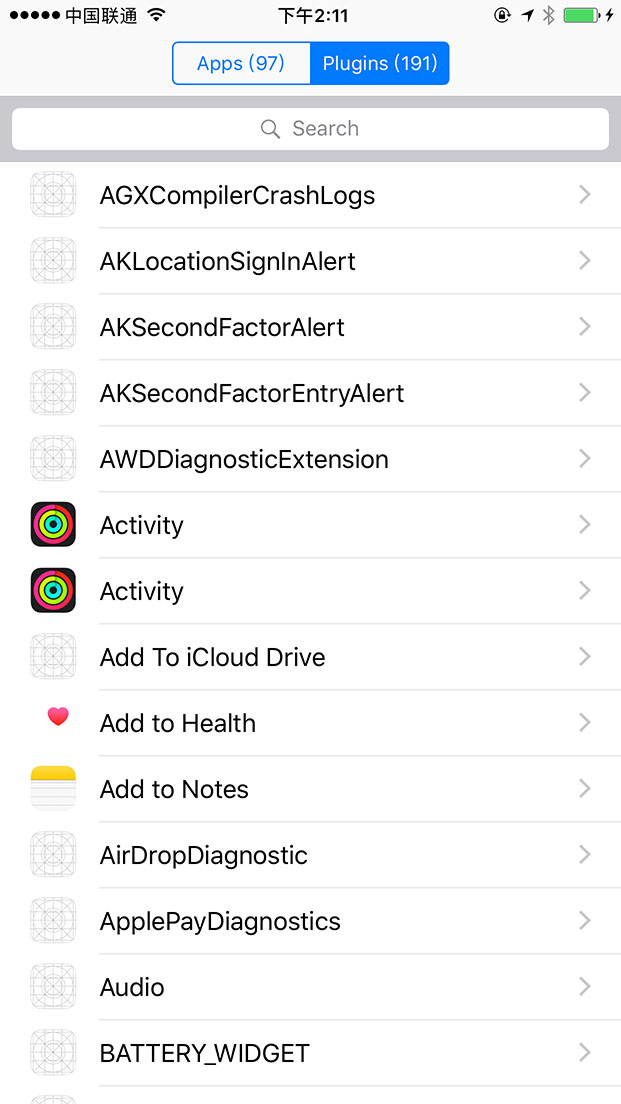 中国联通 下午2:11
Apps (97) Plugins (191)
Search
AGXCompilerCrashLogs
AKLocationSignInAlert
AKSecondFactorAlert
AKSecondFactorEntryAlert
AWDDiagnosticExtension
Activity
Activity
Add To iCloud Drive
Add to Health
Add to Notes
AirDropDiagnostic
ApplePayDiagnostics
Audio
BATTERY_WIDGET